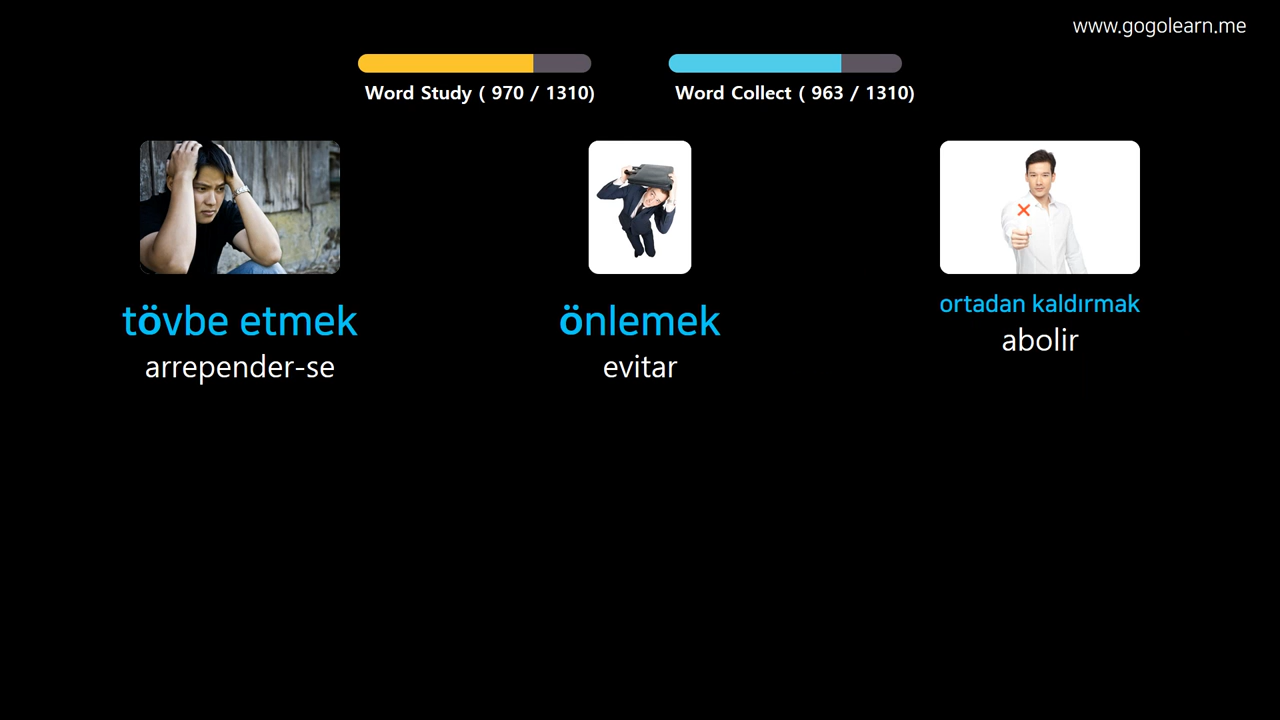 www.gogolearn.me
Word Study ( 970 / 1310)
Word Collect ( 963 / 1310)
tövbe etmek
arrepender-se
önlemek
evitar
ortadan kaldırmak
abolir